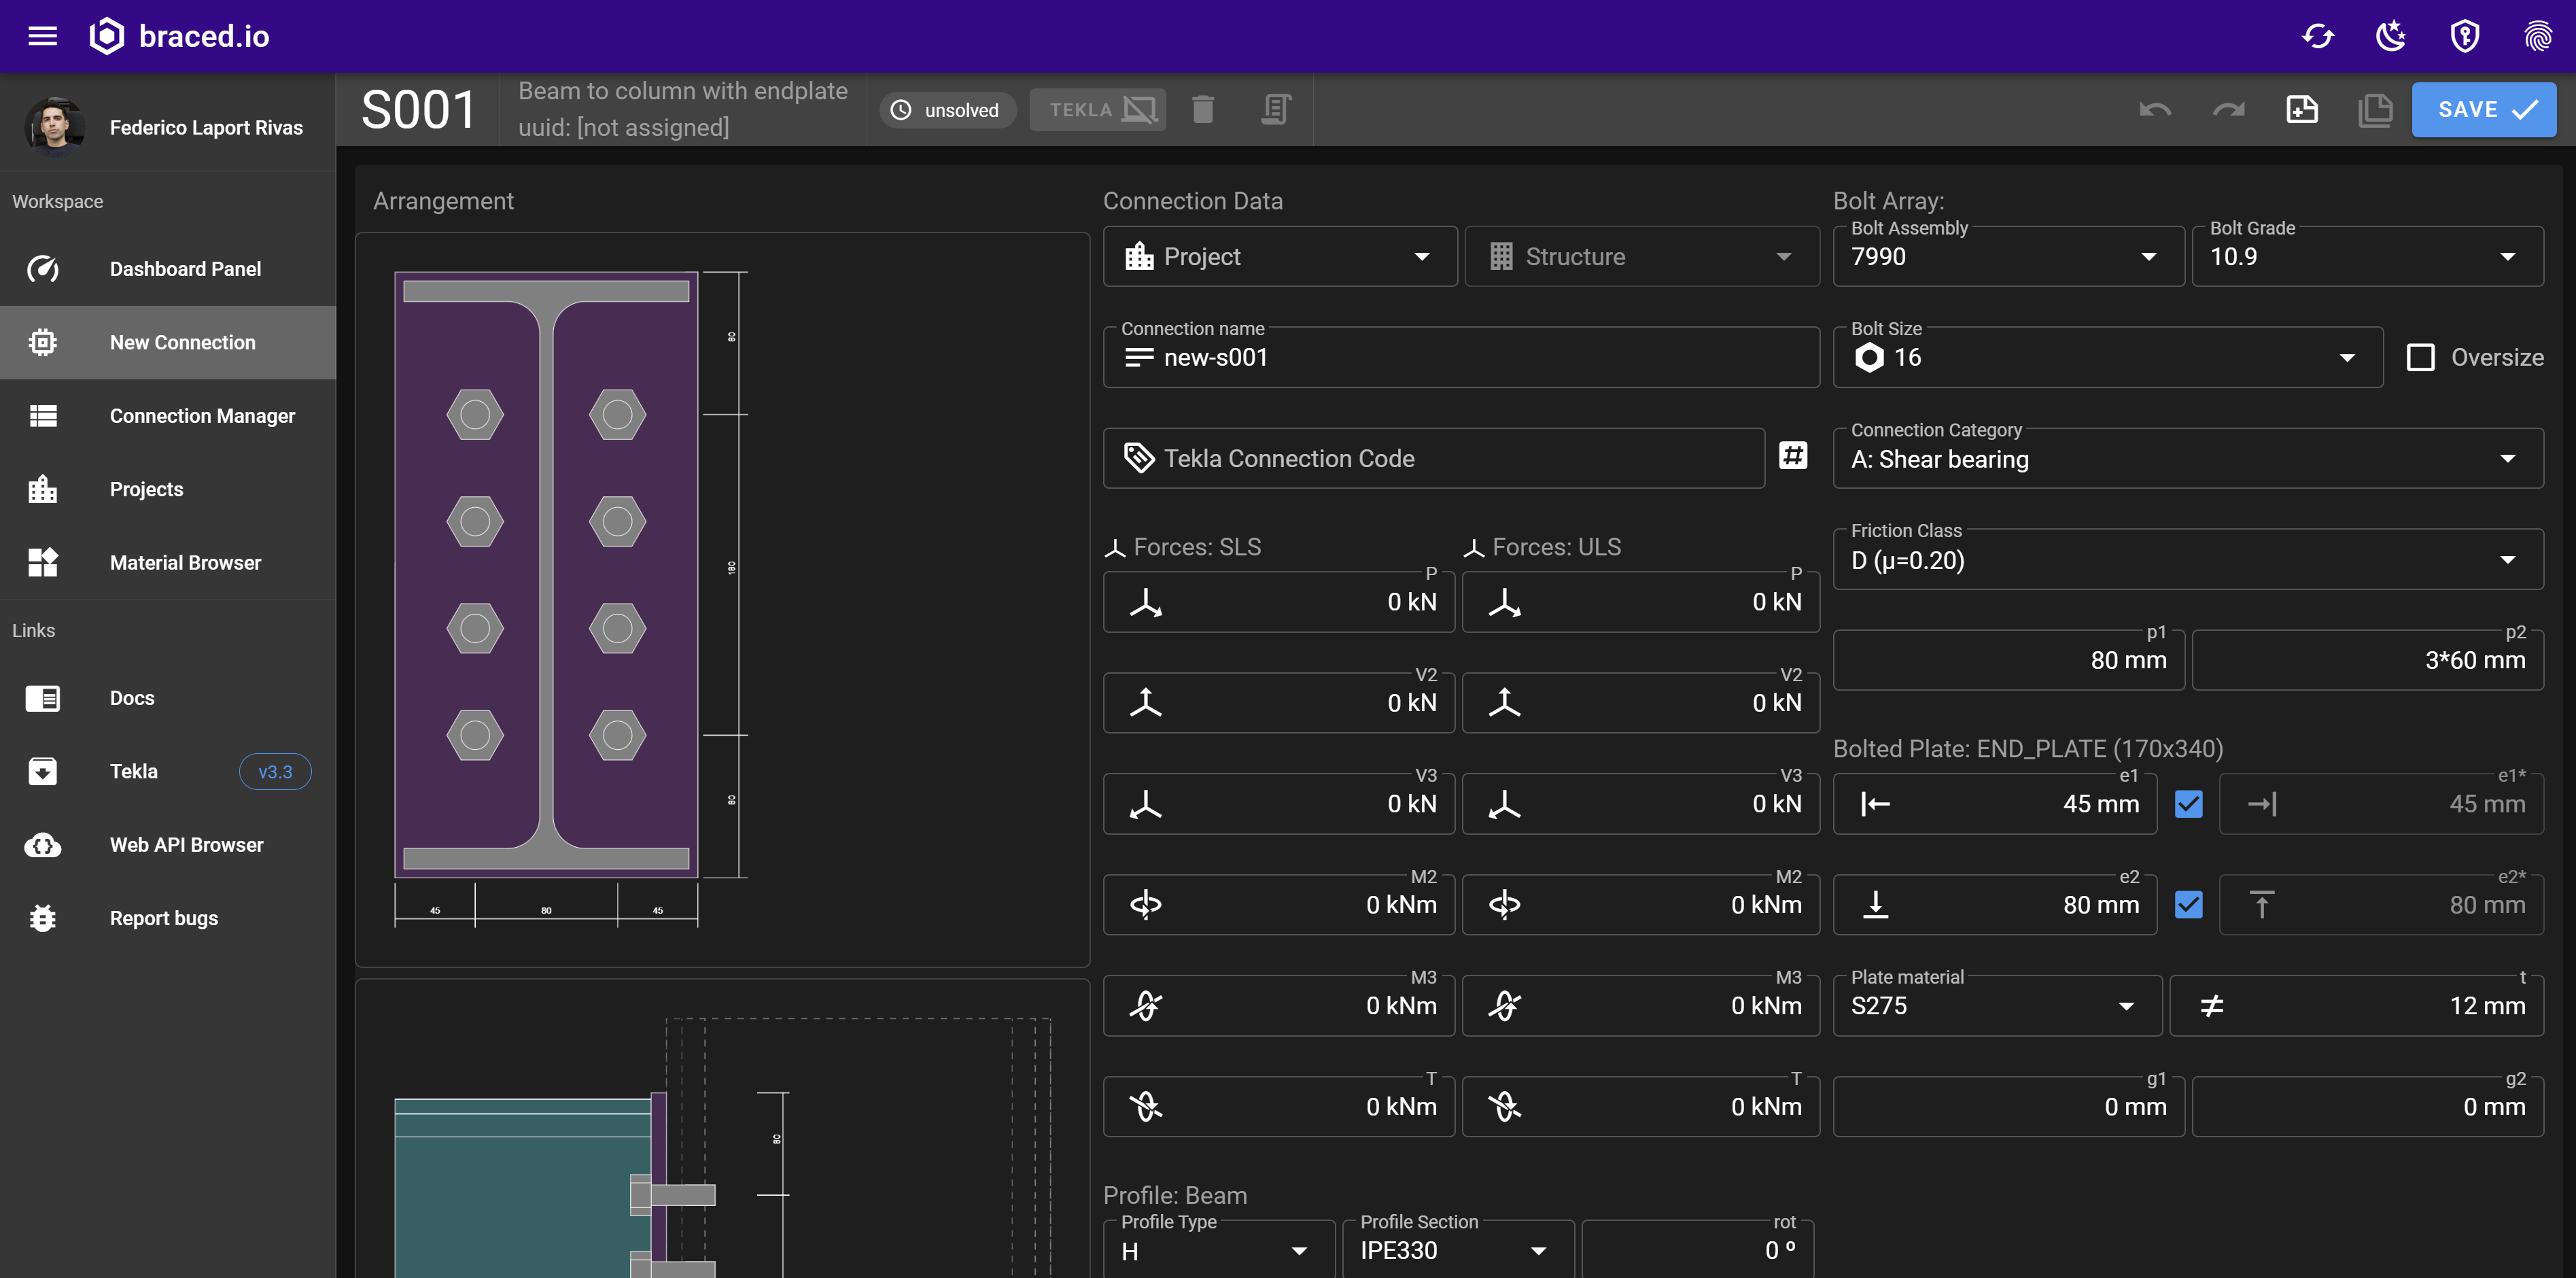 braced.io
S001
Beam to column with endplate
uuid: [not assigned]
unsolved
TEKLA
SAVE
Federico Laport Rivas
Workspace
Dashboard Panel
New Connection
Connection Manager
Projects
Material Browser
Links
Docs
Tekla
v3.3
Web API Browser
Report bugs
Arrangement
80
180
80
45
80
45
80
Connection Data
Project
Structure
Connection name
new-s001
Tekla Connection Code
#
Forces: SLS
Forces: ULS
P
0 kN
P
0 kN
V2
0 kN
V2
0 kN
V3
0 kN
V3
0 kN
M2
0 kNm
M2
0 kNm
M3
0 kNm
M3
0 kNm
T
0 kNm
T
0 kNm
Profile: Beam
Profile Type
H
Profile Section
IPE330
rot
0 º
Bolt Array:
Bolt Assembly
7990
Bolt Grade
10.9
Bolt Size
16
Oversize
Connection Category
A: Shear bearing
Friction Class
D (μ=0.20)
p1
80 mm
p2
3*60 mm
Bolted Plate: END_PLATE (170x340)
e1
45 mm
e1*
45 mm
e2
80 mm
e2*
80 mm
Plate material
S275
t
12 mm
g1
0 mm
g2
0 mm